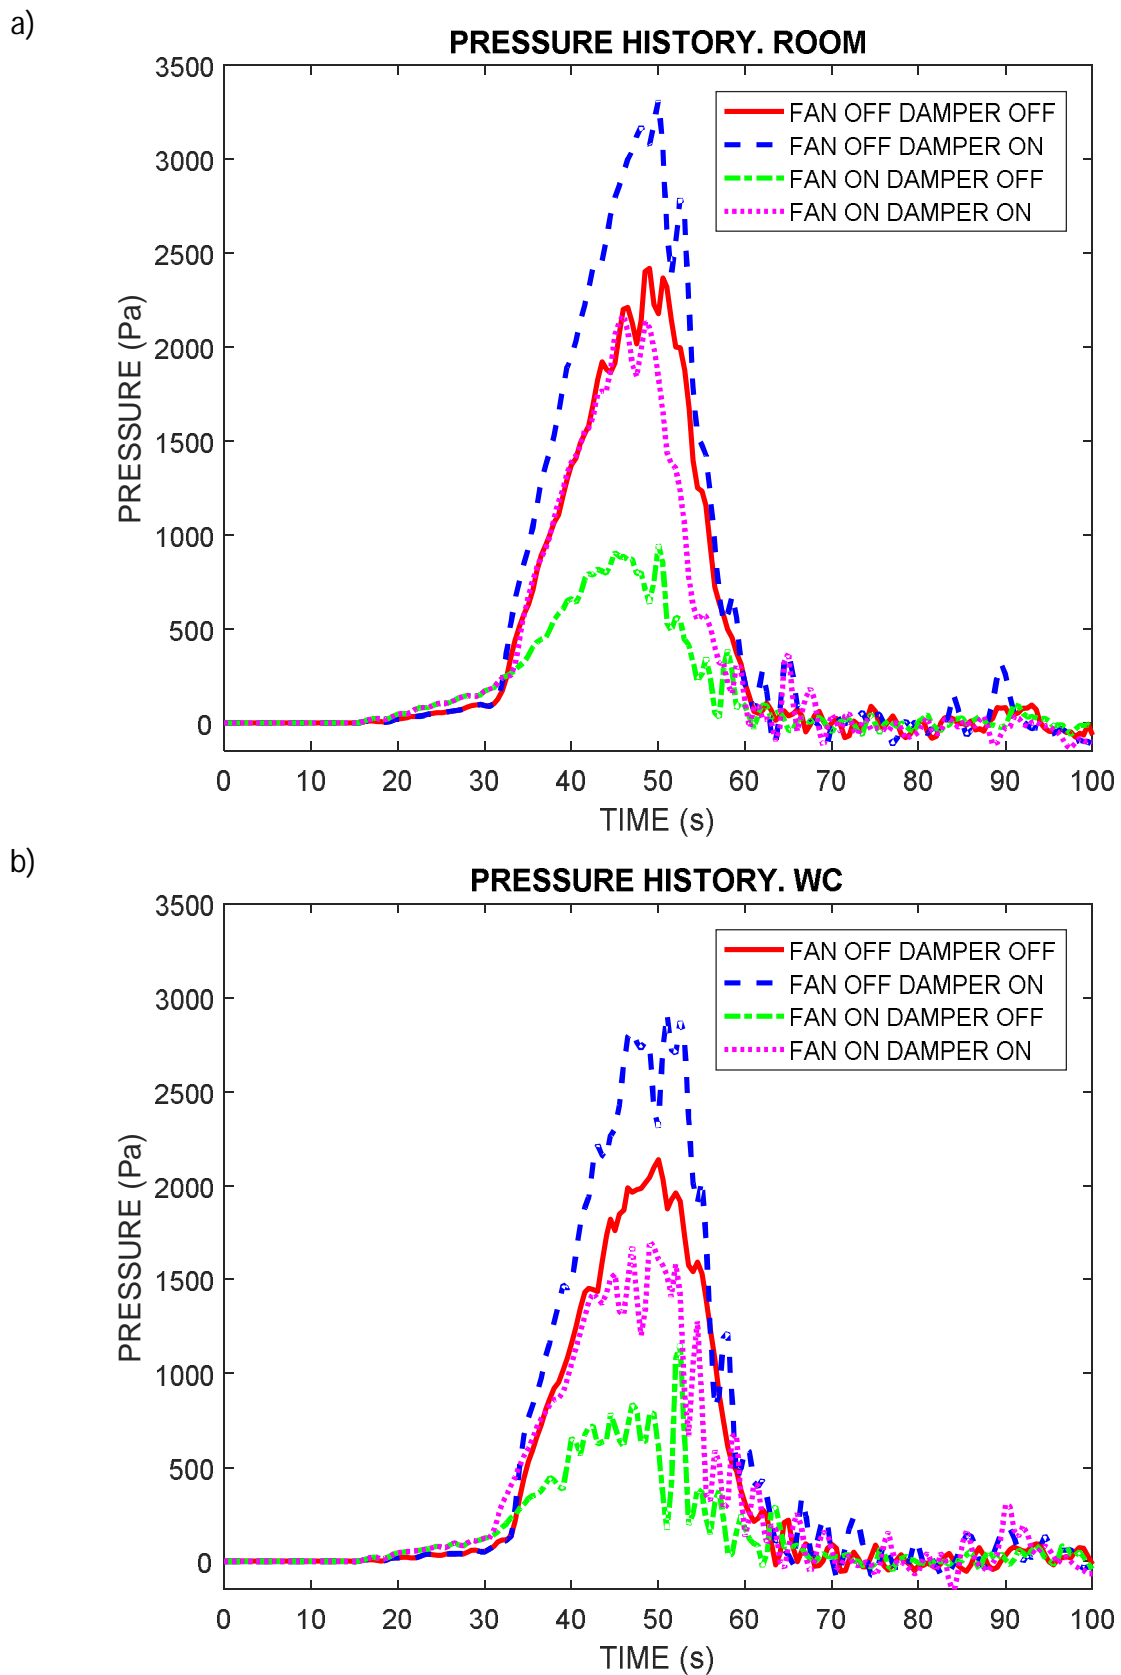 a)
PRESSURE HISTORY. ROOM
3500
3000
2500
2000
1500
1000
500
0
PRESSURE (Pa)
FAN OFF DAMPER OFF
FAN OFF DAMPER ON
FAN ON DAMPER OFF
FAN ON DAMPER ON
0 10 20 30 40 50 60 70 80 90 100
TIME (s)
b)
PRESSURE HISTORY. WC
3500
3000
2500
2000
1500
1000
500
0
PRESSURE (Pa)
FAN OFF DAMPER OFF
FAN OFF DAMPER ON
FAN ON DAMPER OFF
FAN ON DAMPER ON
0 10 20 30 40 50 60 70 80 90 100
TIME (s)